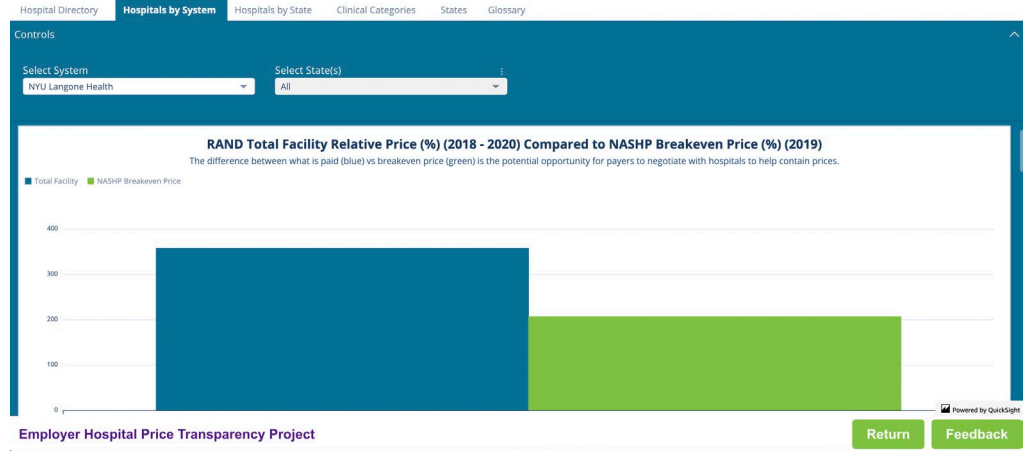 Hospital Directory Hospitals by System Hospitals by State Clinical Categories States Glossary
Controls
Select System Select State(s)
NYU Langone Health All
RAND Total Facility Relative Price (%) (2018 - 2020) Compared to NASHP Breakeven Price (%) (2019)
The difference between what is paid (blue) vs breakeven price (green) is the potential opportunity for payers to negotiate with hospitals to help contain prices.
Total Facility NASHP Breakeven Price
400
300
200
100
0
Powered by QuickSight
Employer Hospital Price Transparency Project Return Feedback